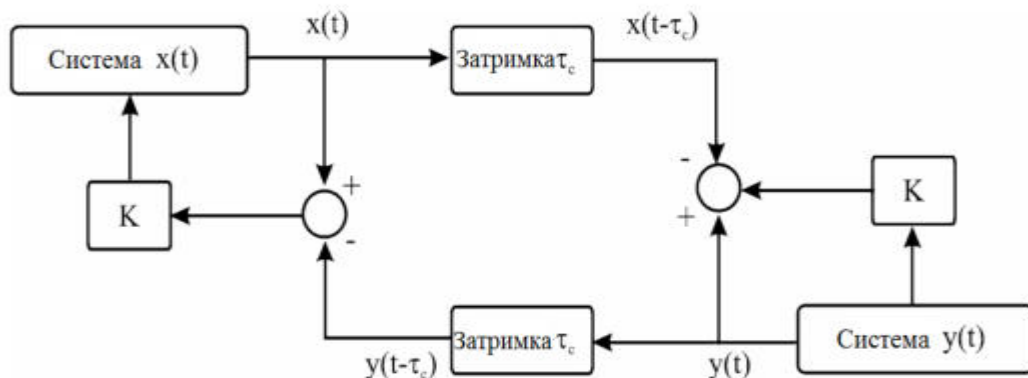 x(t)
x(t-τc)
Система x(t)
Затримка τc
-
+
K
K
+
-
Затримка τc
Система y(t)
y(t-τc)
y(t)